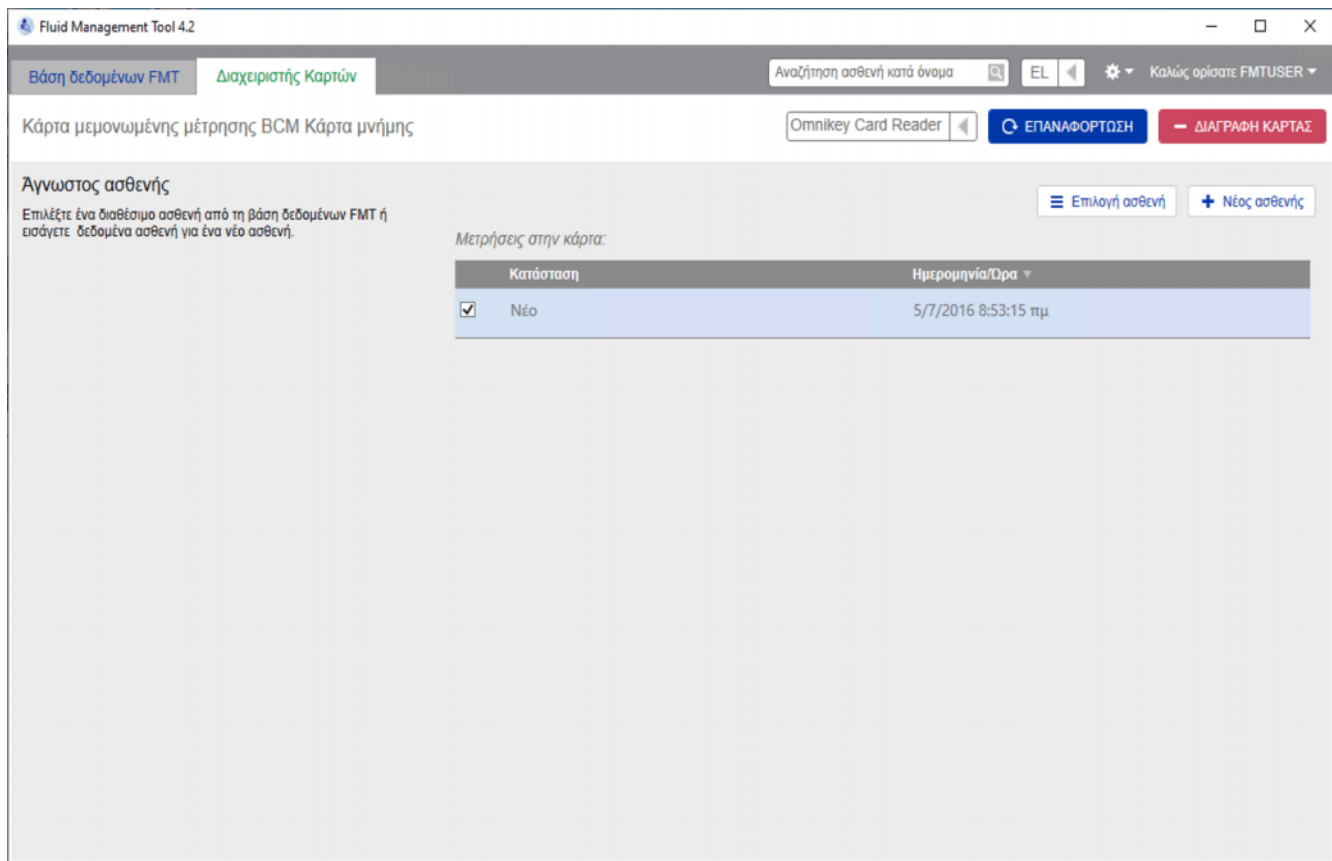 Fluid Management Tool 4.2
Βάση δεδομένων FMT
Διαχειριστής Καρτών
Αναζήτηση ασθενή κατά όνομα
EL
Καλώς ορίσατε FMTUSER
Κάρτα μεμονωμένης μέτρησης BCM Κάρτα μνήμης
Omnikey Card Reader
ΕΠΑΝΑΦΟΡΤΩΣΗ
ΔΙΑΓΡΑΦΗ ΚΑΡΤΑΣ
Άγνωστος ασθενής
Επιλέξτε ένα διαθέσιμο ασθενή από τη βάση δεδομένων FMT ή
εισάγετε δεδομένα ασθενή για ένα νέο ασθενή.
Επιλογή ασθενή
Νέος ασθενής
Μετρήσεις στην κάρτα:
Κατάσταση
Ημερομηνία/Ώρα
Νέο
5/7/2016 8:53:15 πμ